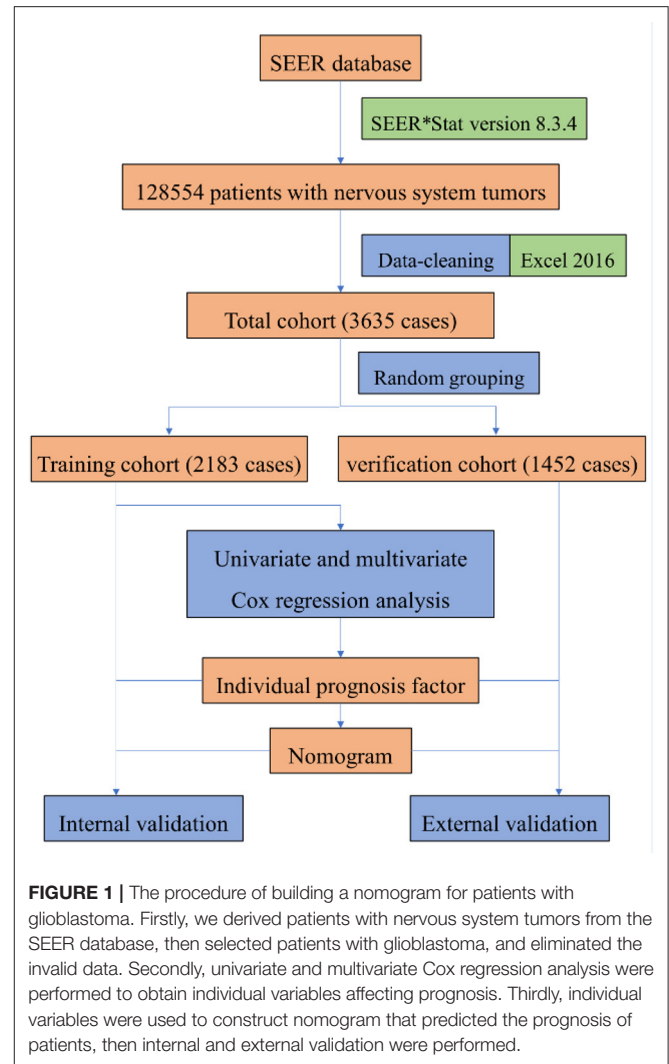 SEER database
SEER*Stat version 8.3.4
128554 patients with nervous system tumors
Data-cleaning
Excel 2016
Total cohort (3635 cases)
Random grouping
Training cohort (2183 cases)
verification cohort (1452 cases)
Univariate and multivariate
Cox regression analysis
Individual prognosis factor
Nomogram
Internal validation
External validation
FIGURE 1 | The procedure of building a nomogram for patients with
glioblastoma. Firstly, we derived patients with nervous system tumors from the
SEER database, then selected patients with glioblastoma, and eliminated the
invalid data. Secondly, univariate and multivariate Cox regression analysis were
performed to obtain individual variables affecting prognosis. Thirdly, individual
variables were used to construct nomogram that predicted the prognosis of
patients, then internal and external validation were performed.